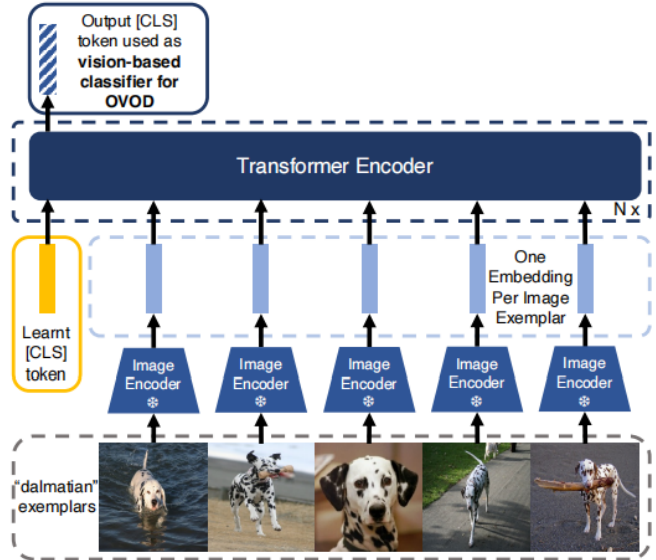 Output [CLS]
token used as
vision-based
classifier for
OVOD
Transformer Encoder
N x
Learnt
[CLS]
token
One
Embedding
Per Image
Exemplar
Image
Encoder
Image
Encoder
Image
Encoder
Image
Encoder
Image
Encoder
“dalmatian”
exemplars